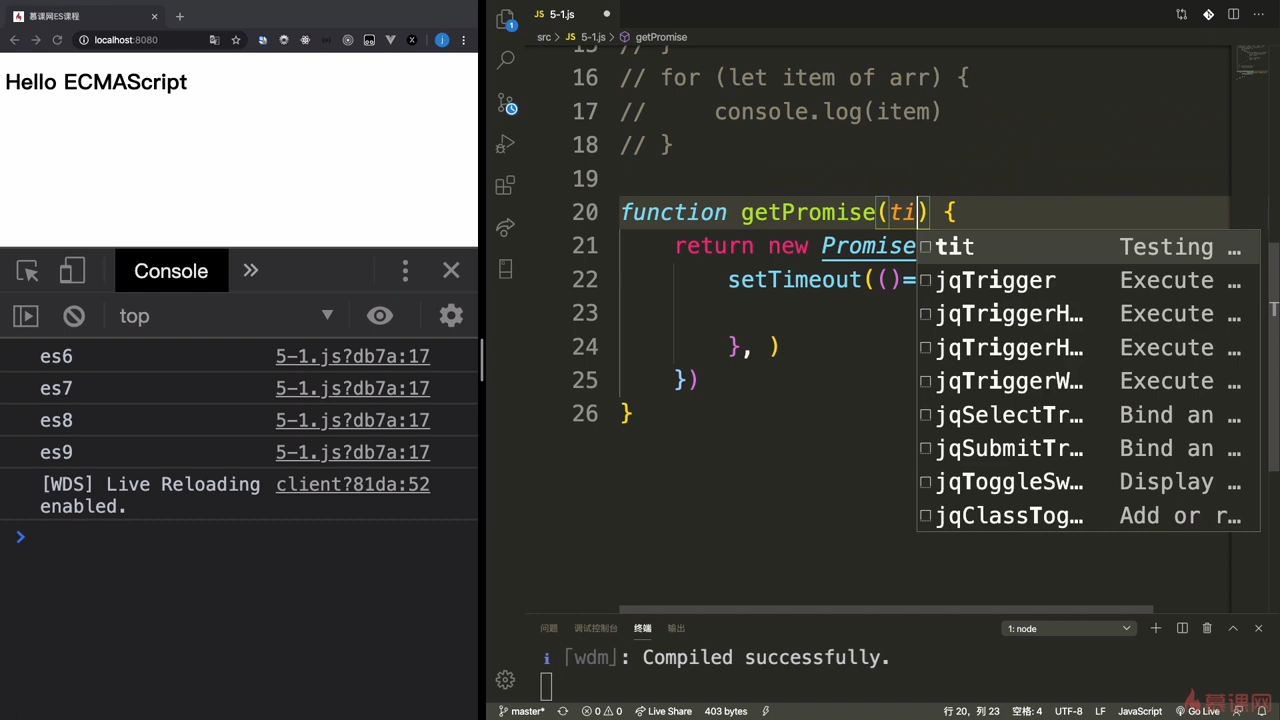 慕课网ES课程
localhost:8080
Hello ECMAScript
Console
top
es6 5-1.js?db7a:17
es7 5-1.js?db7a:17
es8 5-1.js?db7a:17
es9 5-1.js?db7a:17
[WDS] Live Reloading client?81da:52
enabled.
5-1.js
src › 5-1.js › getPromise
15 // }
16 // for (let item of arr) {
17 //     console.log(item)
18 // }
19
20 function getPromise(ti) {
21     return new Promise
22         setTimeout(()=
23
24         }, )
25     })
26 }
tit Testing …
jqTrigger Execute …
jqTriggerH… Execute …
jqTriggerH… Execute …
jqTriggerW… Execute …
jqSelectTr… Bind an …
jqSubmitTr… Bind an …
jqToggleSw… Display …
jqClassTog… Add or r…
问题 调试控制台 终端 输出
1: node
i ｢wdm｣: Compiled successfully.
master* 0 0 Live Share 403 bytes 行 20, 列 23 空格: 4 UTF-8 LF JavaScript Go Live
慕课网